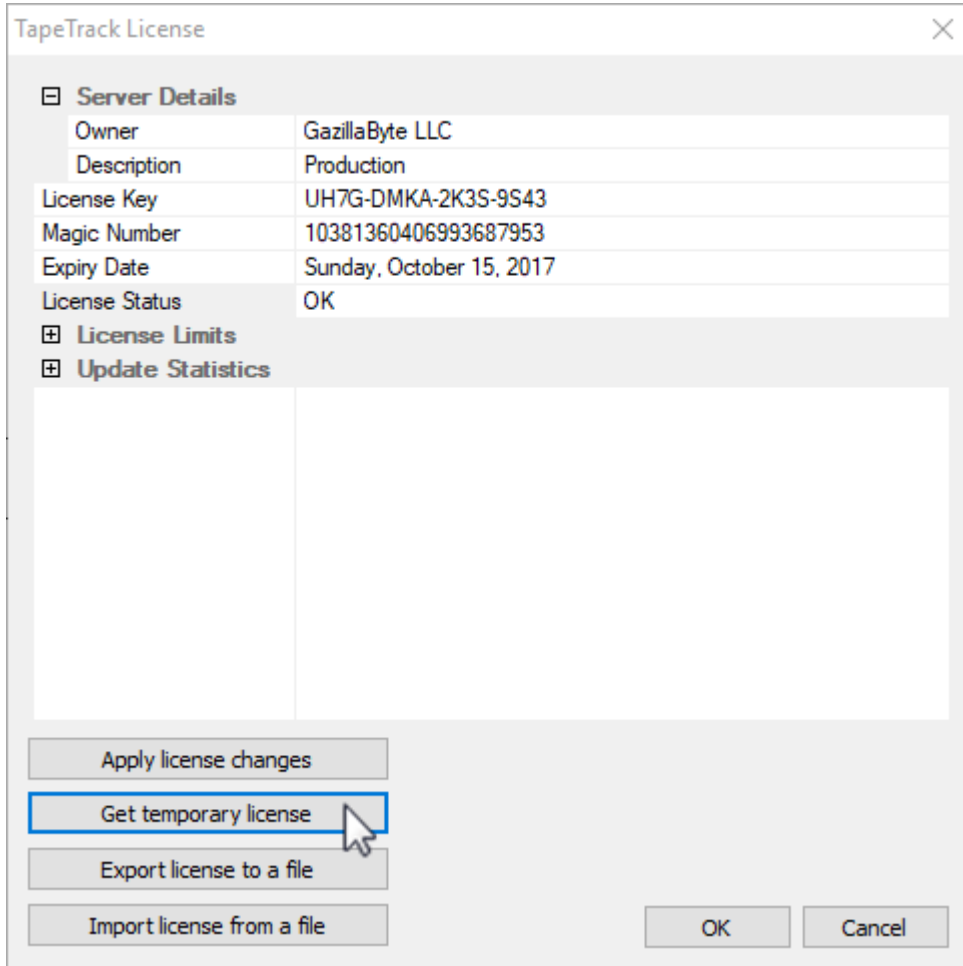 TapeTrack License
Server Details
Owner GazillaByte LLC
Description Production
License Key UH7G-DMKA-2K3S-9S43
Magic Number 10381360406993687953
Expiry Date Sunday, October 15, 2017
License Status OK
License Limits
Update Statistics
Apply license changes
Get temporary license
Export license to a file
Import license from a file
OK Cancel